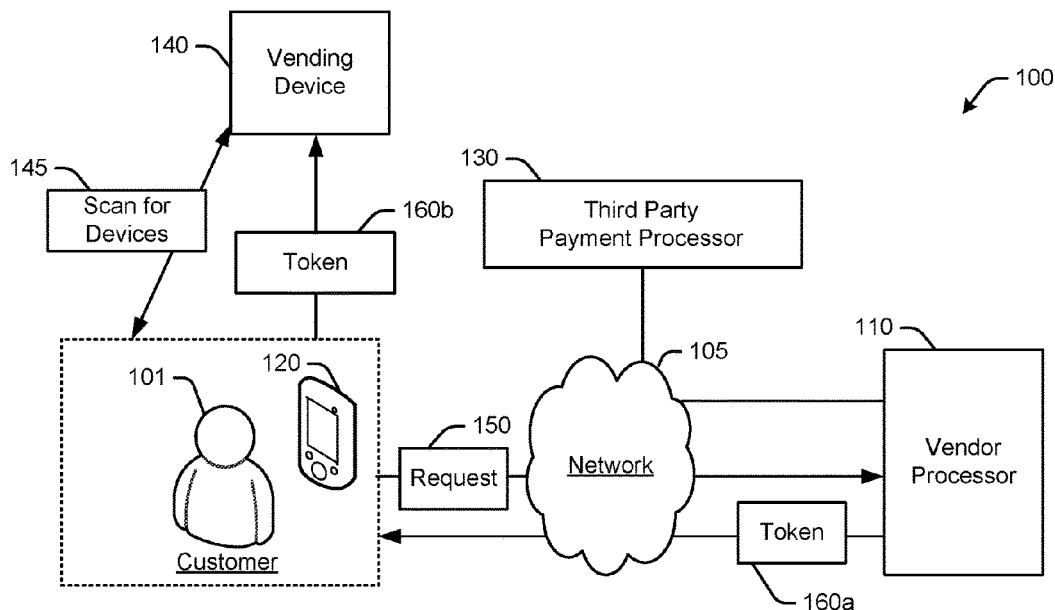 140
Vending
Device
100
145
Scan for
Devices
160b
Token
130
Third Party
Payment Processor
101
120
105
110
150
Request
Network
Vendor
Processor
Token
Customer
160a